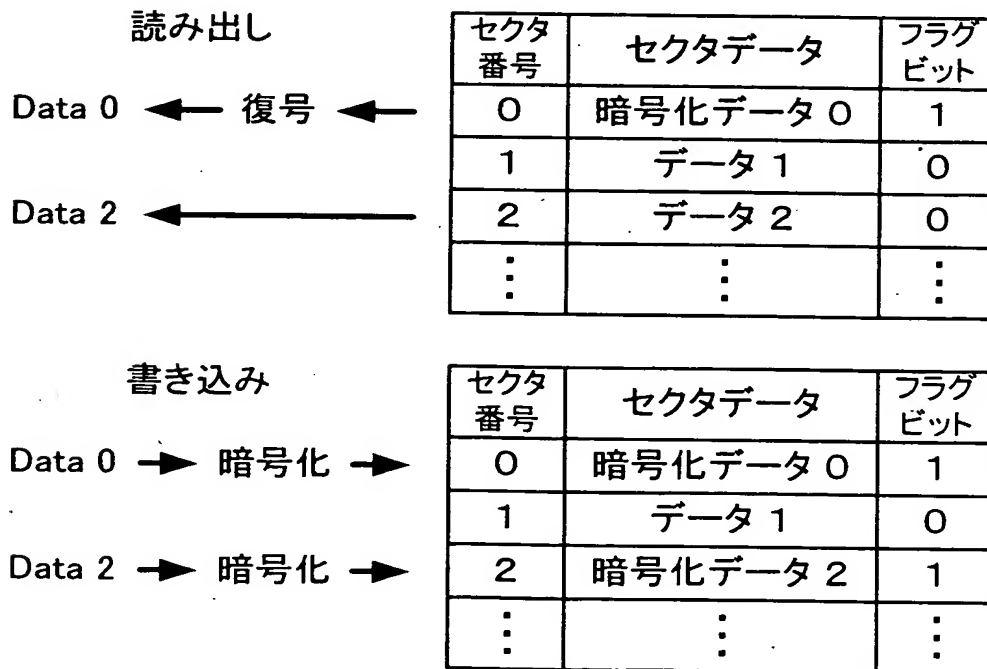 読み出し
セクタ番号 セクタデータ フラグビット
Data 0 復号 0 暗号化データ0 1
1 データ1 0
Data 2 2 データ2 0
⋮ ⋮ ⋮
書き込み
セクタ番号 セクタデータ フラグビット
Data 0 暗号化 0 暗号化データ0 1
1 データ1 0
Data 2 暗号化 2 暗号化データ2 1
⋮ ⋮ ⋮